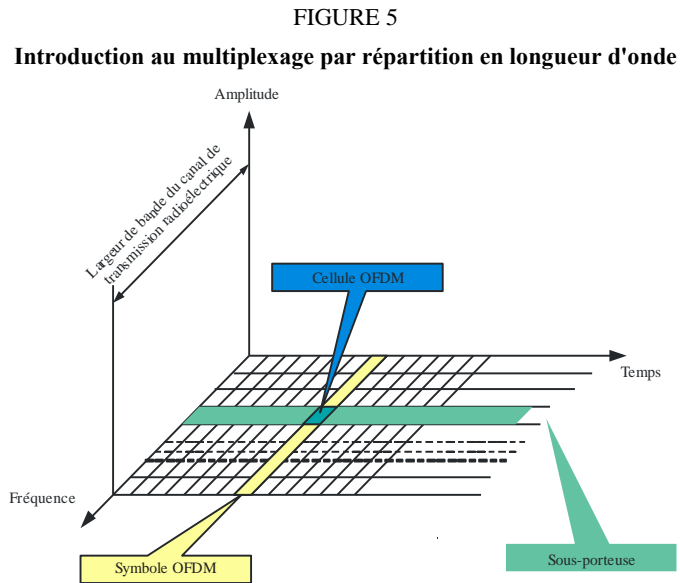 FIGURE 5
Introduction au multiplexage par répartition en longueur d'onde
Amplitude
Largeur de bande du canal de
transmission radioélectrique
Cellule OFDM
Temps
Fréquence
Symbole OFDM
Sous-porteuse